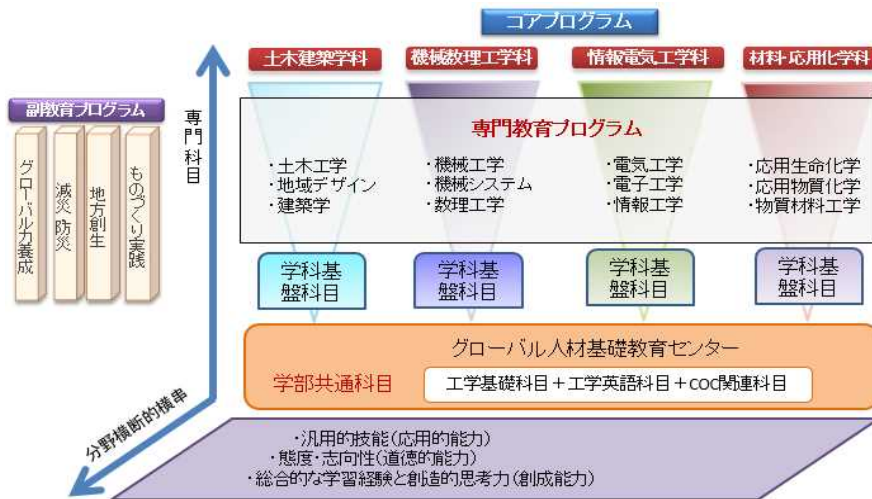 コアプログラム
土木建築学科
機械数理工学科
情報電気工学科
材料・応用化学科
副教育プログラム
グローバル力養成
減災 防災
地方創生
ものづくり実践
専門科目
専門教育プログラム
・土木工学
・地域デザイン
・建築学
・機械工学
・機械システム
・数理工学
・電気工学
・電子工学
・情報工学
・応用生命化学
・応用物質化学
・物質材料工学
学科基
盤科目
学科基
盤科目
学科基
盤科目
学科基
盤科目
グローバル人材基礎教育センター
学部共通科目
工学基礎科目＋工学英語科目＋COC関連科目
分野横断的横串
・汎用的技能(応用的能力)
・態度・志向性(道徳的能力)
・総合的な学習経験と創造的思考力(創成能力)